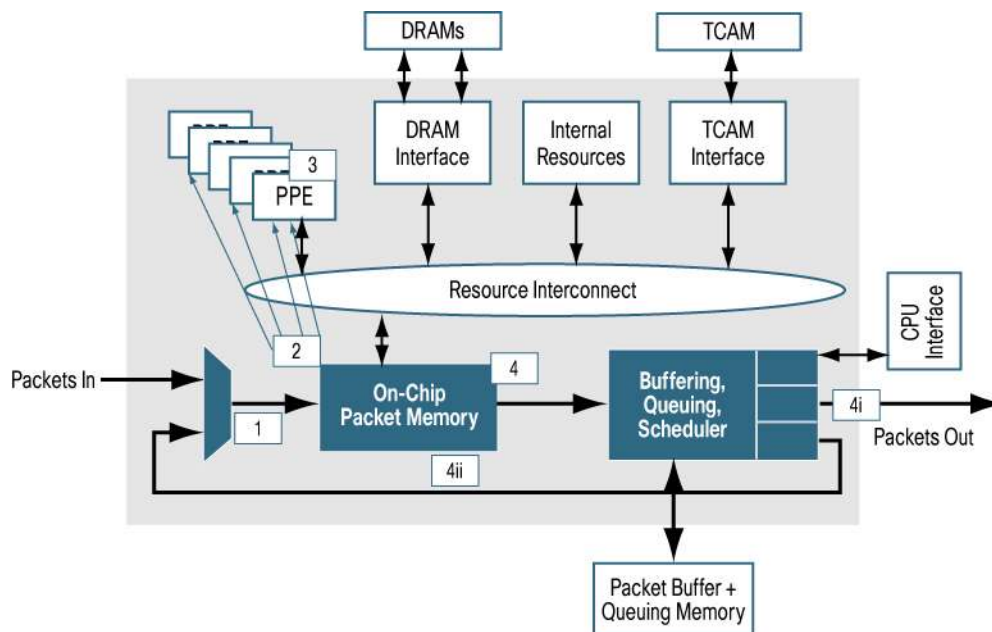 DRAMs
TCAM
DRAM
Interface
Internal
Resources
TCAM
Interface
3
PPE
Resource Interconnect
CPU
Interface
2
4
Packets In
On-Chip
Packet Memory
Buffering,
Queuing,
Scheduler
4i
1
Packets Out
4ii
Packet Buffer +
Queuing Memory